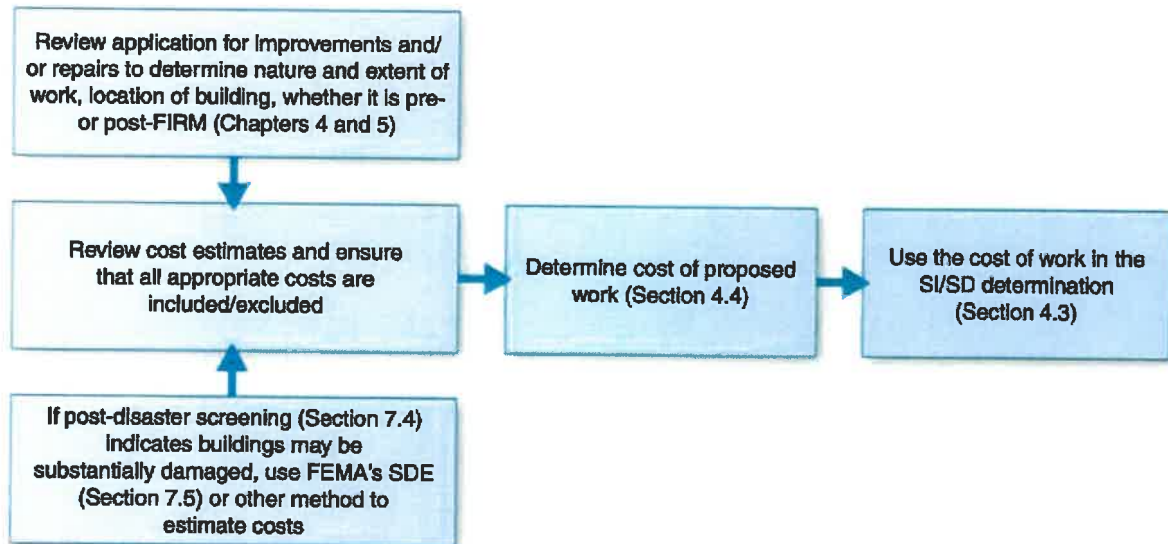 Review application for improvements and/
or repairs to determine nature and extent of
work, location of building, whether it is pre-
or post-FIRM (Chapters 4 and 5)
Review cost estimates and ensure
that all appropriate costs are
included/excluded
Determine cost of proposed
work (Section 4.4)
Use the cost of work in the
SI/SD determination
(Section 4.3)
If post-disaster screening (Section 7.4)
indicates buildings may be
substantially damaged, use FEMA's SDE
(Section 7.5) or other method to
estimate costs